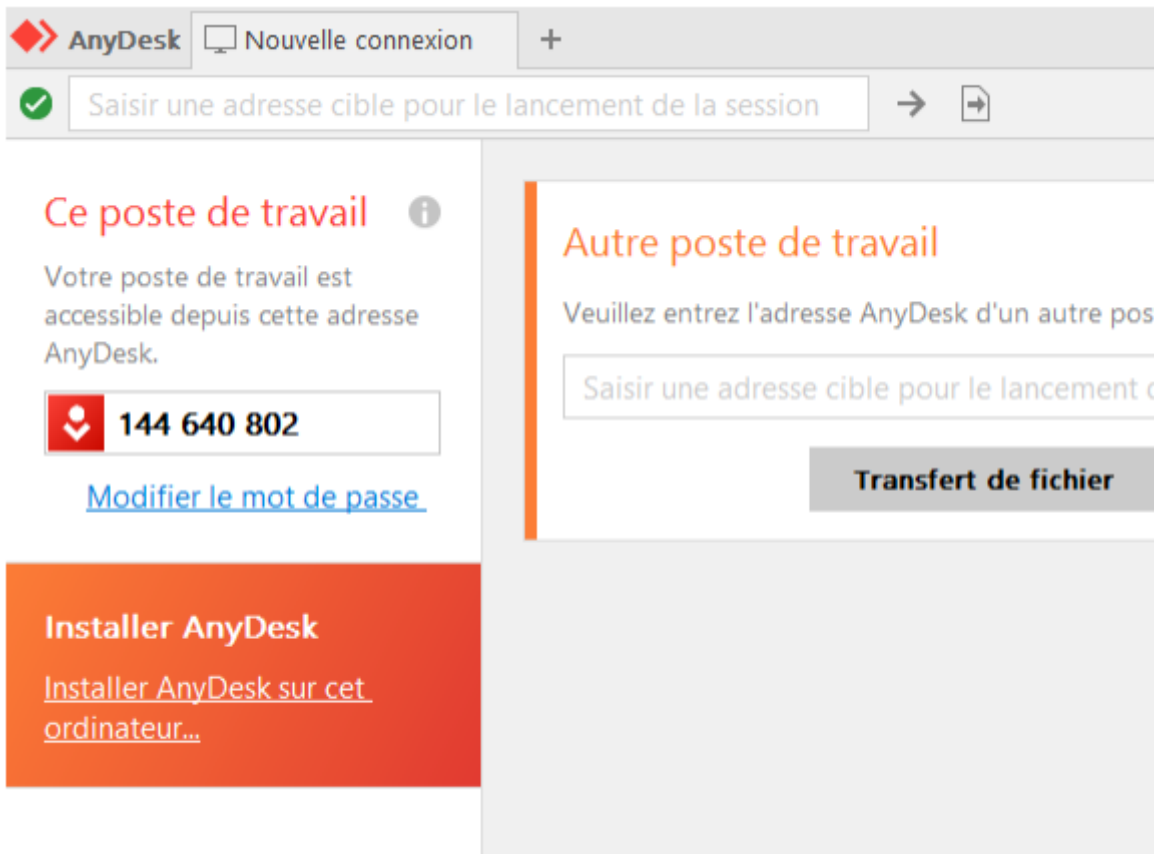 AnyDesk
Nouvelle connexion
+
Saisir une adresse cible pour le lancement de la session
Ce poste de travail
Votre poste de travail est
accessible depuis cette adresse
AnyDesk.
144 640 802
Modifier le mot de passe
Installer AnyDesk
Installer AnyDesk sur cet
ordinateur...
Autre poste de travail
Veuillez entrez l'adresse AnyDesk d'un autre pos
Saisir une adresse cible pour le lancement
Transfert de fichier